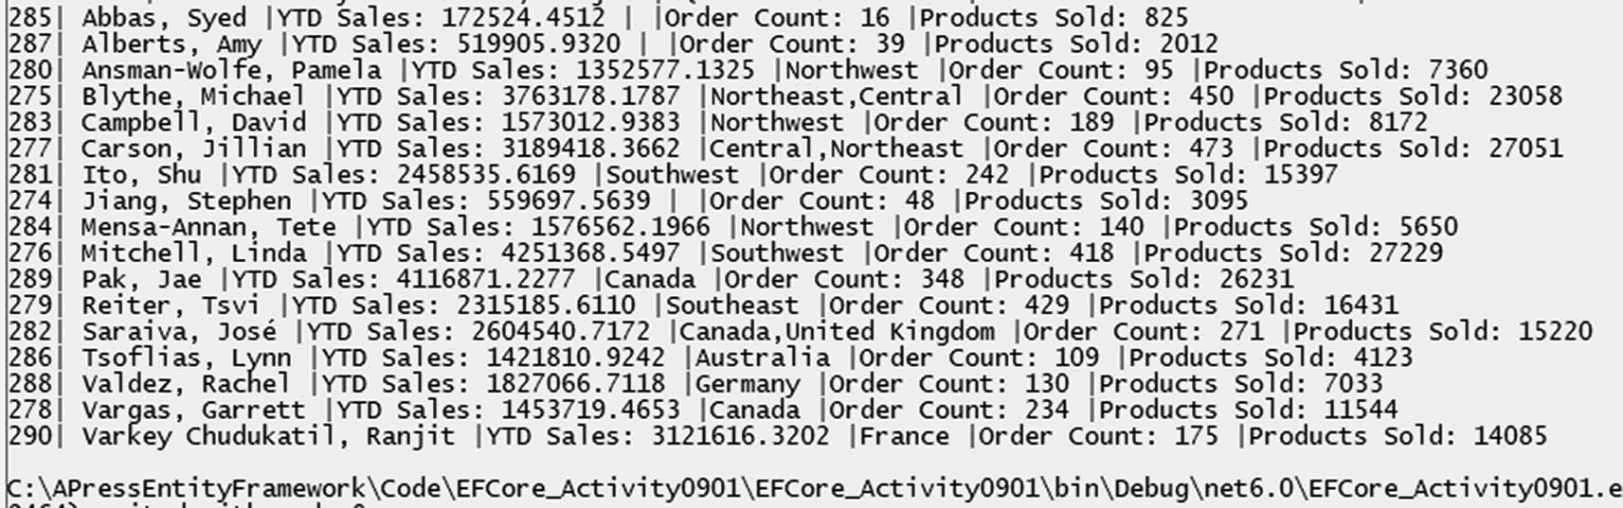 285| Abbas, Syed |YTD Sales: 172524.4512 | |Order Count: 16 |Products Sold: 825
287| Alberts, Amy |YTD Sales: 519905.9320 | |Order Count: 39 |Products Sold: 2012
280| Ansman-Wolfe, Pamela |YTD Sales: 1352577.1325 |Northwest |Order Count: 95 |Products Sold: 7360
275| Blythe, Michael |YTD Sales: 3763178.1787 |Northeast,Central |Order Count: 450 |Products Sold: 23058
283| Campbell, David |YTD Sales: 1573012.9383 |Northwest |Order Count: 189 |Products Sold: 8172
277| Carson, Jillian |YTD Sales: 3189418.3662 |Central,Northeast |Order Count: 473 |Products Sold: 27051
281| Ito, Shu |YTD Sales: 2458535.6169 |Southwest |Order Count: 242 |Products Sold: 15397
274| Jiang, Stephen |YTD Sales: 559697.5639 | |Order Count: 48 |Products Sold: 3095
284| Mensa-Annan, Tete |YTD Sales: 1576562.1966 |Northwest |Order Count: 140 |Products Sold: 5650
276| Mitchell, Linda |YTD Sales: 4251368.5497 |Southwest |Order Count: 418 |Products Sold: 27229
289| Pak, Jae |YTD Sales: 4116871.2277 |Canada |Order Count: 348 |Products Sold: 26231
279| Reiter, Tsvi |YTD Sales: 2315185.6110 |Southeast |Order Count: 429 |Products Sold: 16431
282| Saraiva, José |YTD Sales: 2604540.7172 |Canada,United Kingdom |Order Count: 271 |Products Sold: 15220
286| Tsoflias, Lynn |YTD Sales: 1421810.9242 |Australia |Order Count: 109 |Products Sold: 4123
288| Valdez, Rachel |YTD Sales: 1827066.7118 |Germany |Order Count: 130 |Products Sold: 7033
278| Vargas, Garrett |YTD Sales: 1453719.4653 |Canada |Order Count: 234 |Products Sold: 11544
290| Varkey Chudukatil, Ranjit |YTD Sales: 3121616.3202 |France |Order Count: 175 |Products Sold: 14085
C:\APressEntityFramework\Code\EFCore_Activity0901\EFCore_Activity0901\bin\Debug\net6.0\EFCore_Activity0901.e